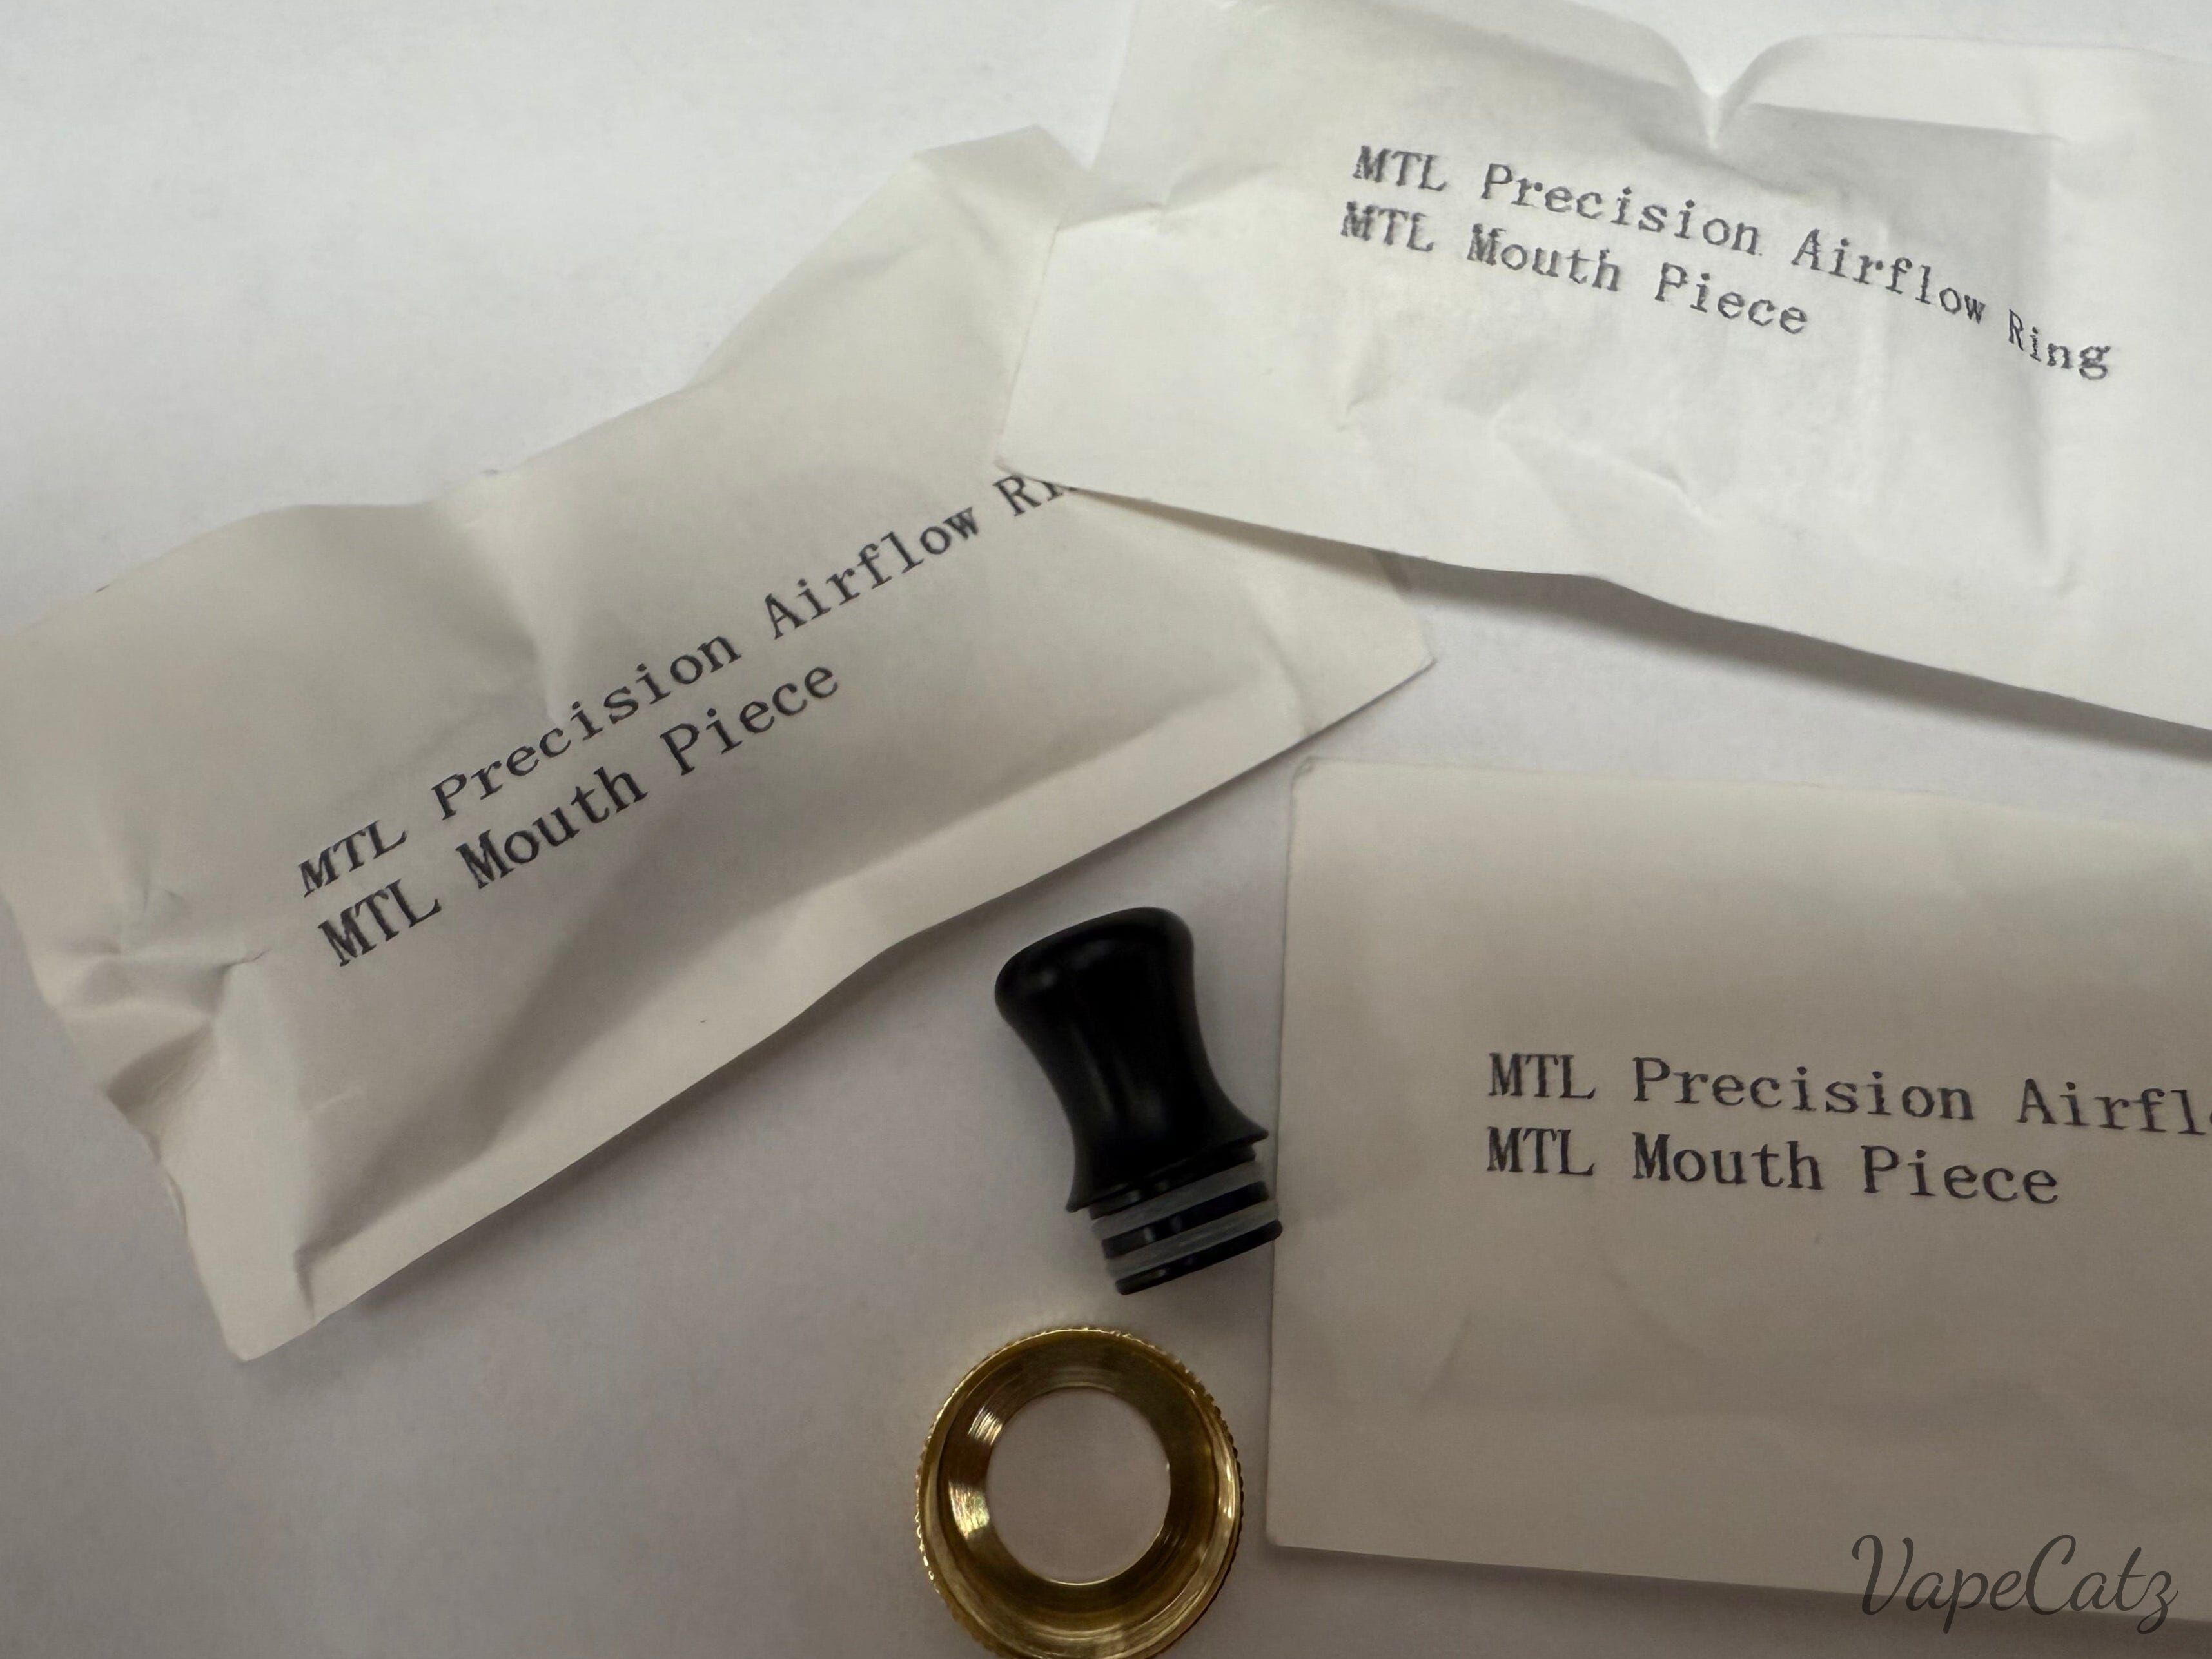 MTL Precision Airflow Ring
MTL Mouth Piece
MTL Precision Airflow
MTL Mouth Piece
MTL Precision
MTL Mouth Piece
VapeCatz